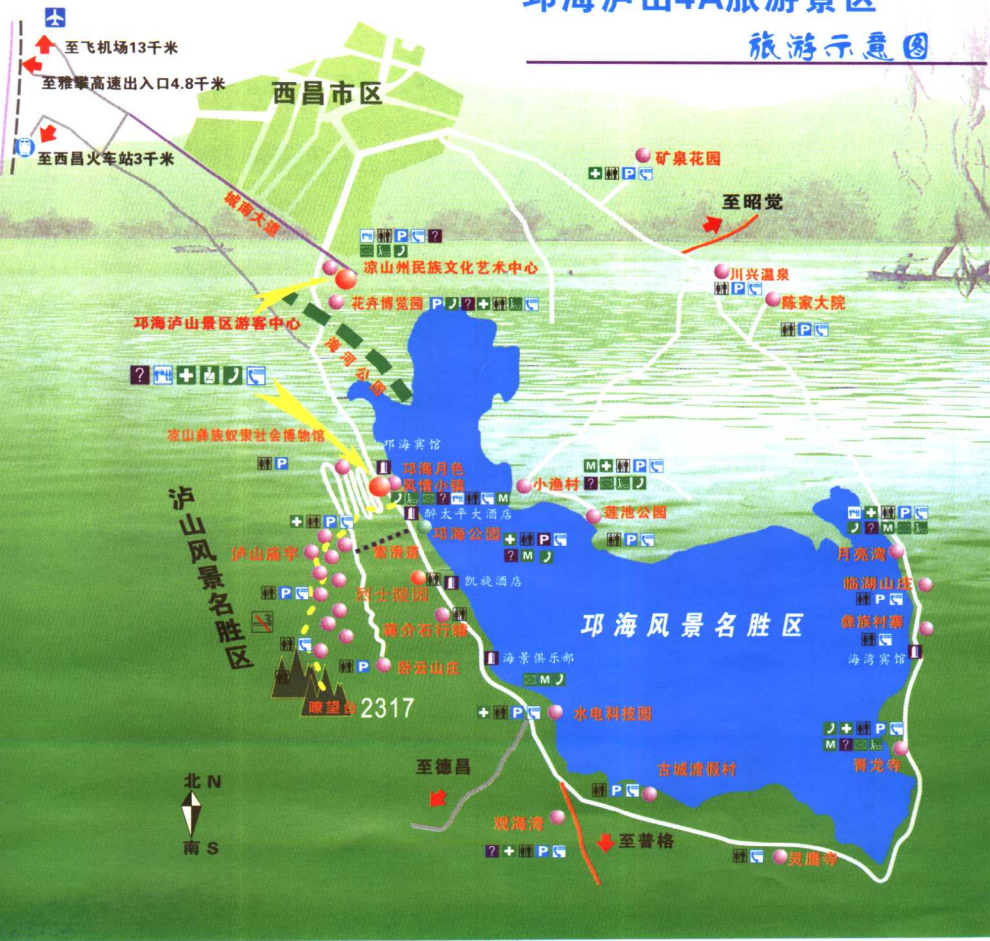 邛海泸山4A旅游景区
旅游示意图
至飞机场13千米
至雅攀高速出入口4.8千米
西昌市区
至西昌火车站3千米
矿泉花园
至昭觉
城南大道
凉山州民族文化艺术中心
川兴温泉
花卉博览园
陈家大院
邛海泸山景区游客中心
海河公园
凉山彝族奴隶社会博物馆
邛海宾馆
邛海月色
风情小镇
小渔村
泸山风景名胜区
醉太平大酒店
莲池公园
邛海公园
泸山庙宇
索滑道
月亮湾
凯旋酒店
临湖山庄
烈士陵园
蒋介石行辕
邛海风景名胜区
彝族村寨
海湾宾馆
海景俱乐部
卧云山庄
瞭望台 2317
水电科技园
至德昌
青龙寺
古城渡假村
北 N
南 S
观海湾
至普格
灵鹰寺